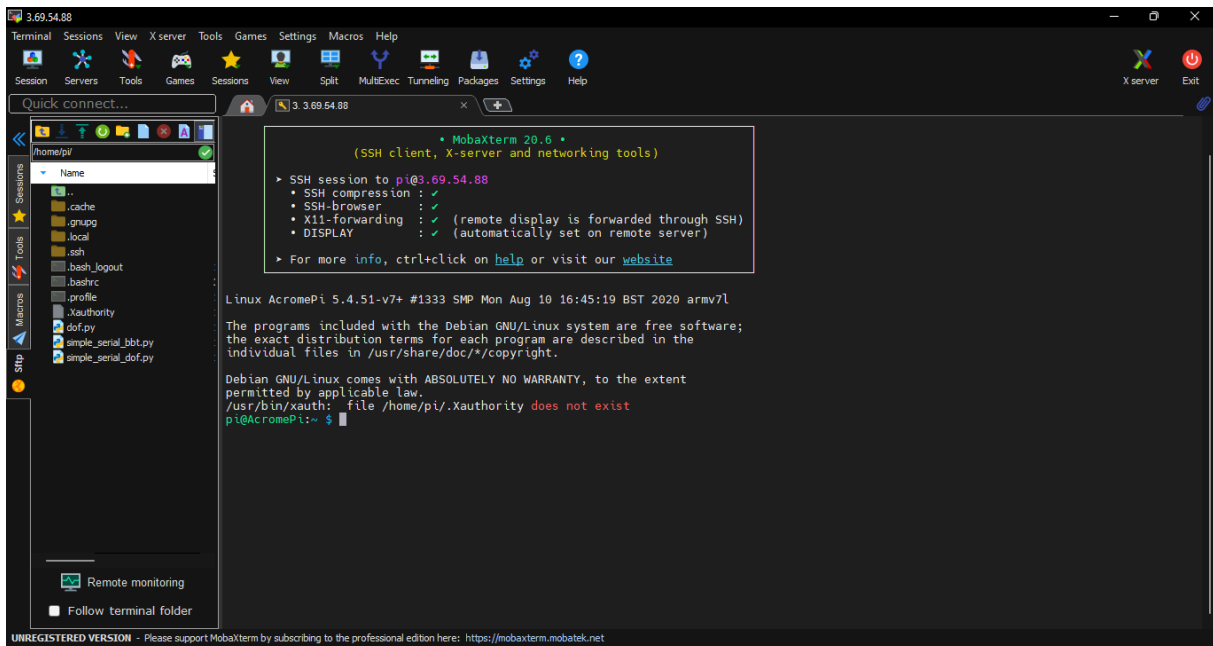 3.69.54.88
Terminal Sessions View X server Tools Games Settings Macros Help
Session Servers Tools Games Sessions View Split MultiExec Tunneling Packages Settings Help X server Exit
Quick connect...
3. 3.69.54.88
/home/pi/
Name
..
.cache
.gnupg
.local
.ssh
.bash_logout
.bashrc
.profile
.Xauthority
dof.py
simple_serial_bbt.py
simple_serial_dof.py
Sessions
Tools
Macros
Sftp
Remote monitoring
Follow terminal folder
• MobaXterm 20.6 •
(SSH client, X-server and networking tools)
➤ SSH session to pi@3.69.54.88
• SSH compression : ✔
• SSH-browser : ✔
• X11-forwarding : ✔ (remote display is forwarded through SSH)
• DISPLAY : ✔ (automatically set on remote server)
➤ For more info, ctrl+click on help or visit our website
Linux AcromePi 5.4.51-v7+ #1333 SMP Mon Aug 10 16:45:19 BST 2020 armv7l
The programs included with the Debian GNU/Linux system are free software;
the exact distribution terms for each program are described in the
individual files in /usr/share/doc/*/copyright.
Debian GNU/Linux comes with ABSOLUTELY NO WARRANTY, to the extent
permitted by applicable law.
/usr/bin/xauth: file /home/pi/.Xauthority does not exist
pi@AcromePi:~ $
UNREGISTERED VERSION - Please support MobaXterm by subscribing to the professional edition here: https://mobaxterm.mobatek.net